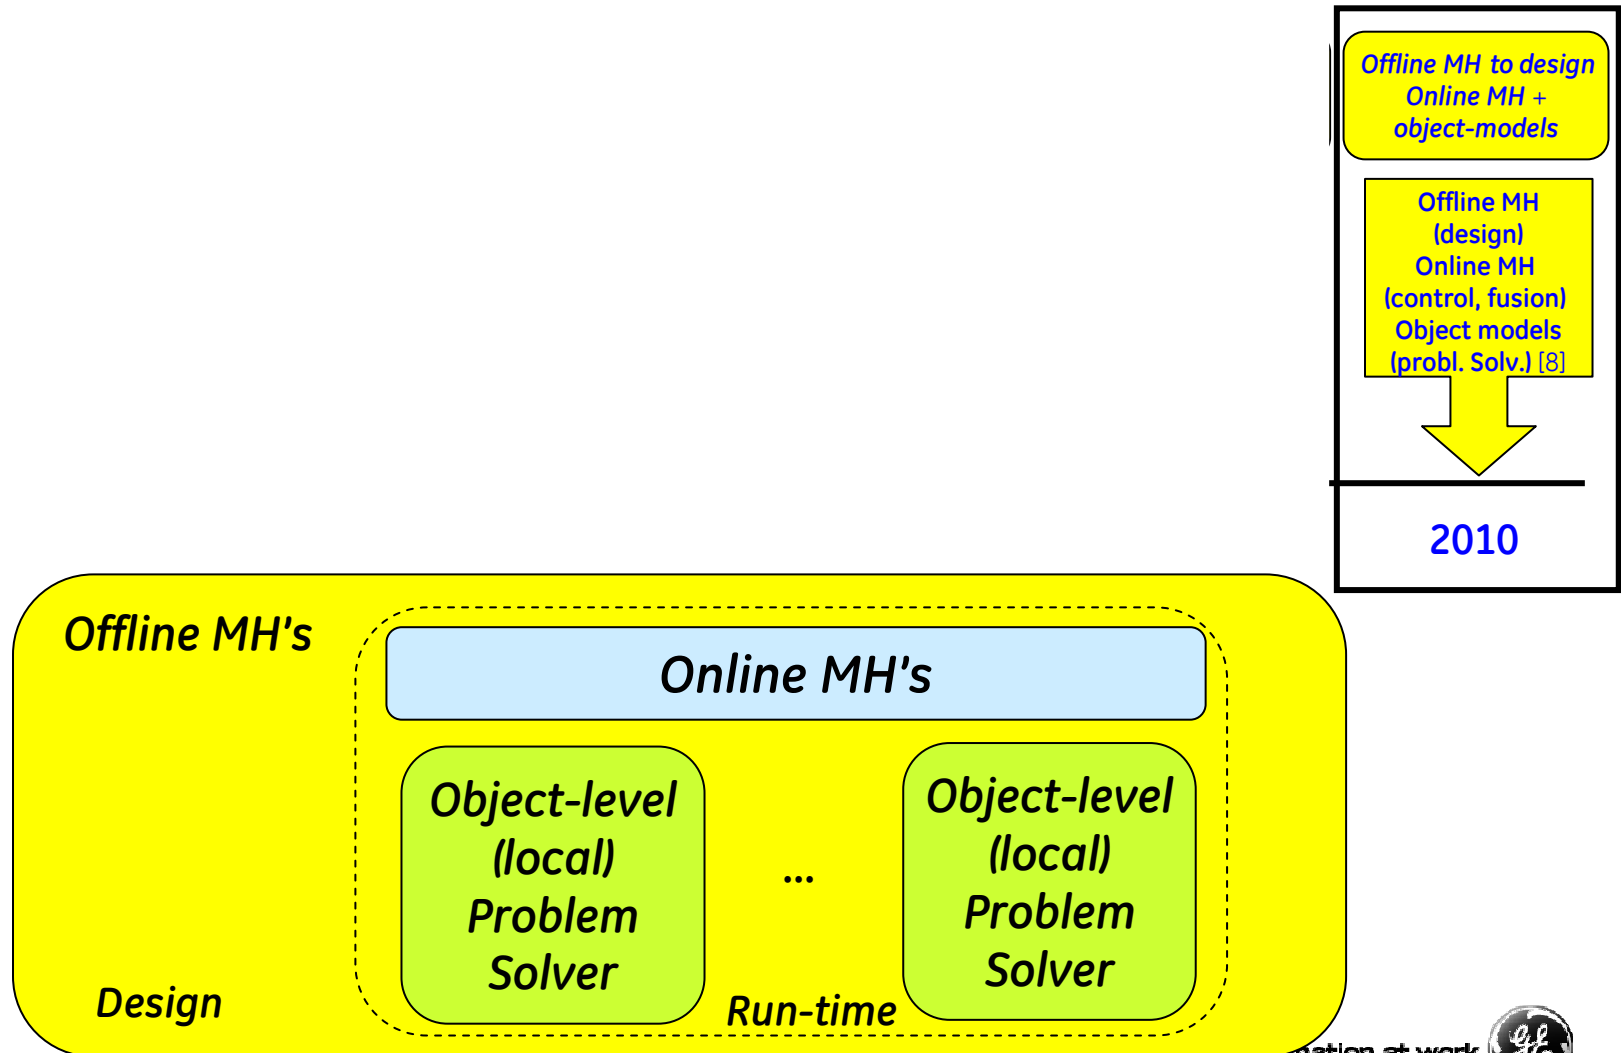 Offline MH to design
Online MH +
object-models
Offline MH
(design)
Online MH
(control, fusion)
Object models
(probl. Solv.) [8]
2010
Offline MH's
Online MH's
Object-level
(local)
Problem
Solver
...
Object-level
(local)
Problem
Solver
Design
Run-time
at work